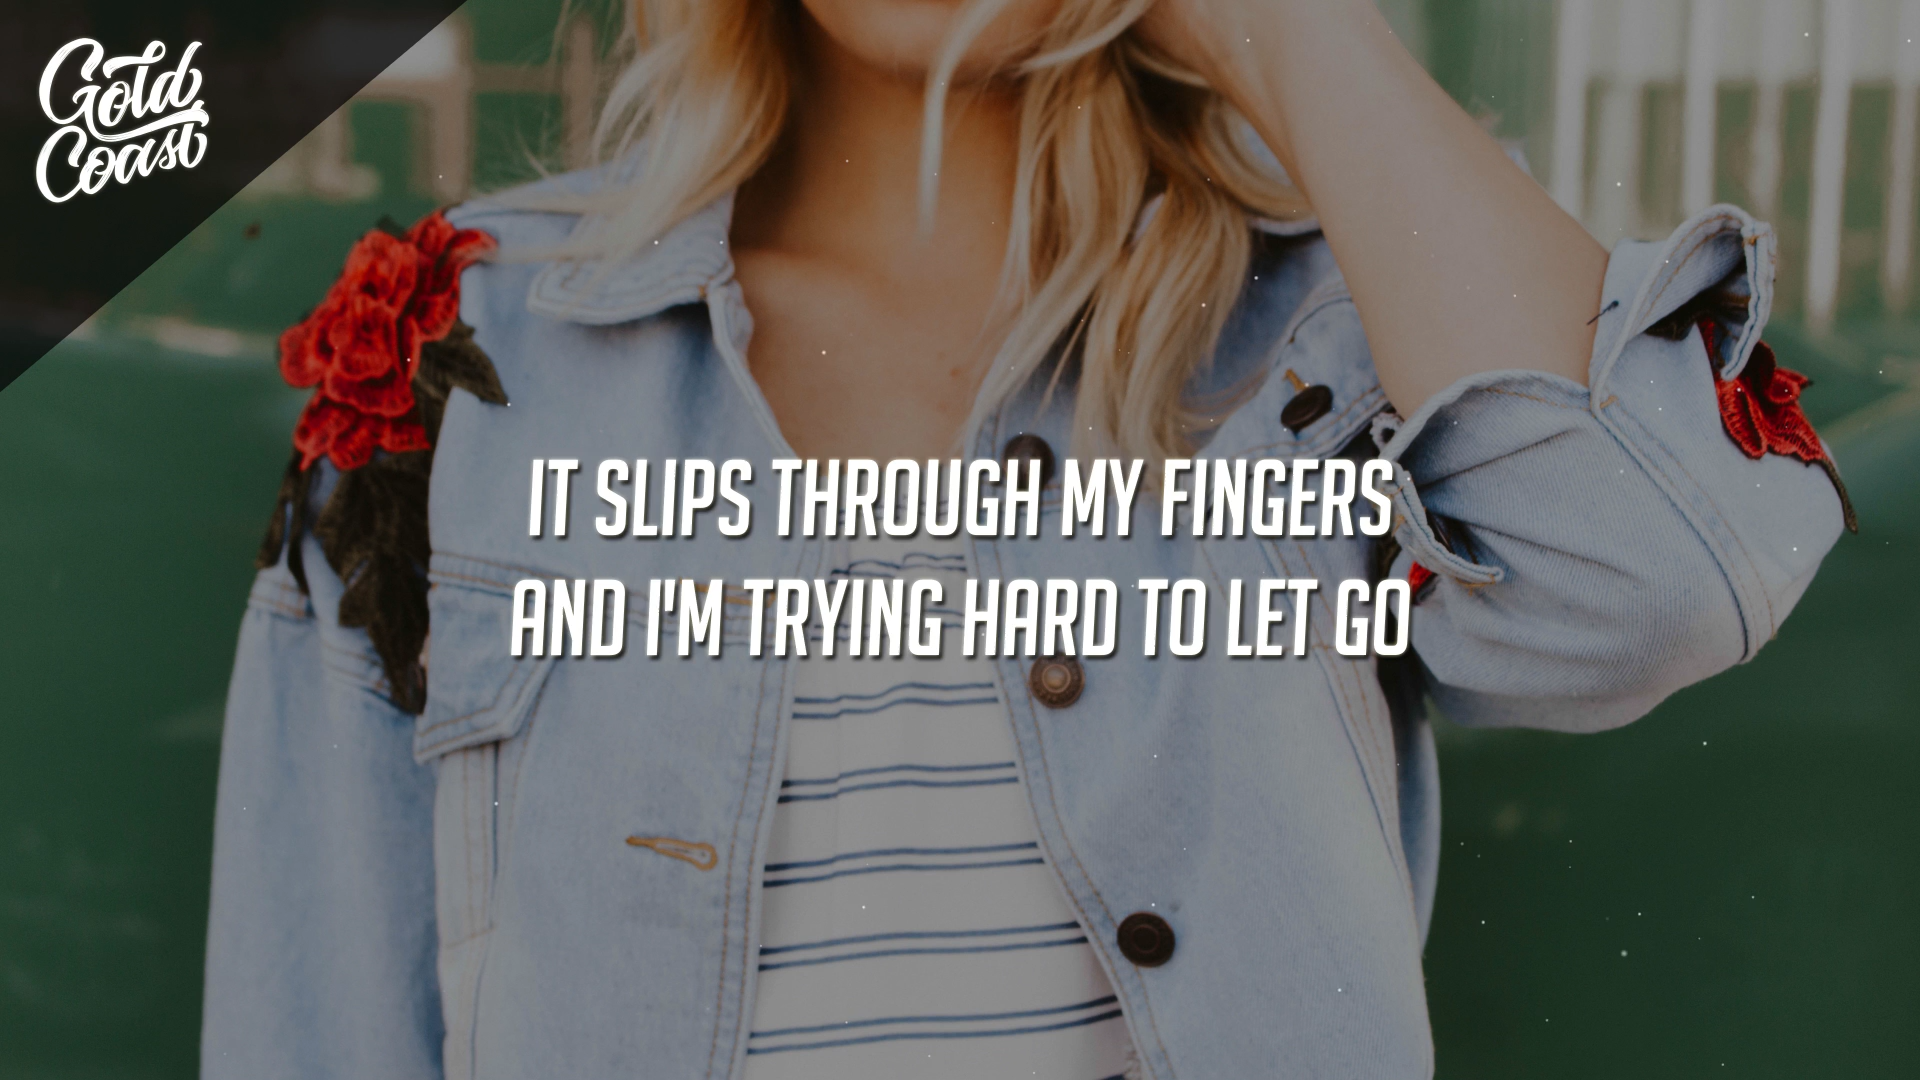 Gold
Coast
IT SLIPS THROUGH MY FINGERS
AND I'M TRYING HARD TO LET GO